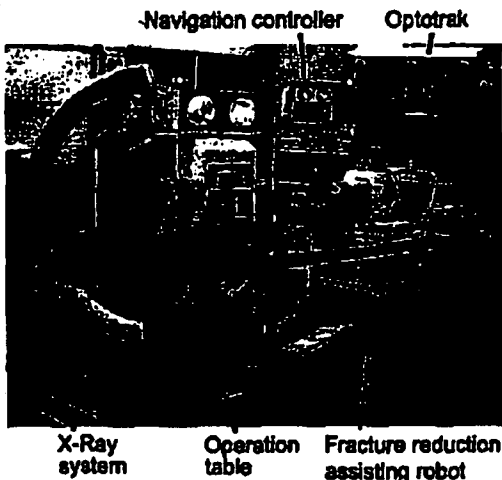 Navigation controller
Optotrak
X-Ray
system
Operation
table
Fracture reduction
assisting robot